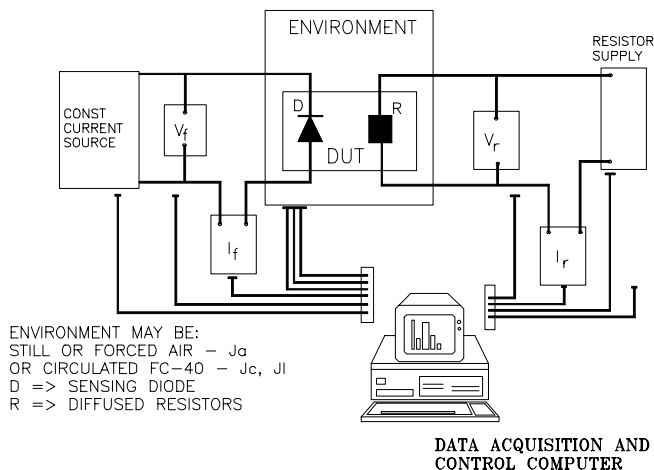 ENVIRONMENT
RESISTOR
SUPPLY
CONST
CURRENT
SOURCE
Vf
D
R
DUT
Vr
If
Ir
ENVIRONMENT MAY BE:
STILL OR FORCED AIR – Ja
OR CIRCULATED FC-40 – Jc, Jl
D => SENSING DIODE
R => DIFFUSED RESISTORS
DATA ACQUISITION AND
CONTROL COMPUTER